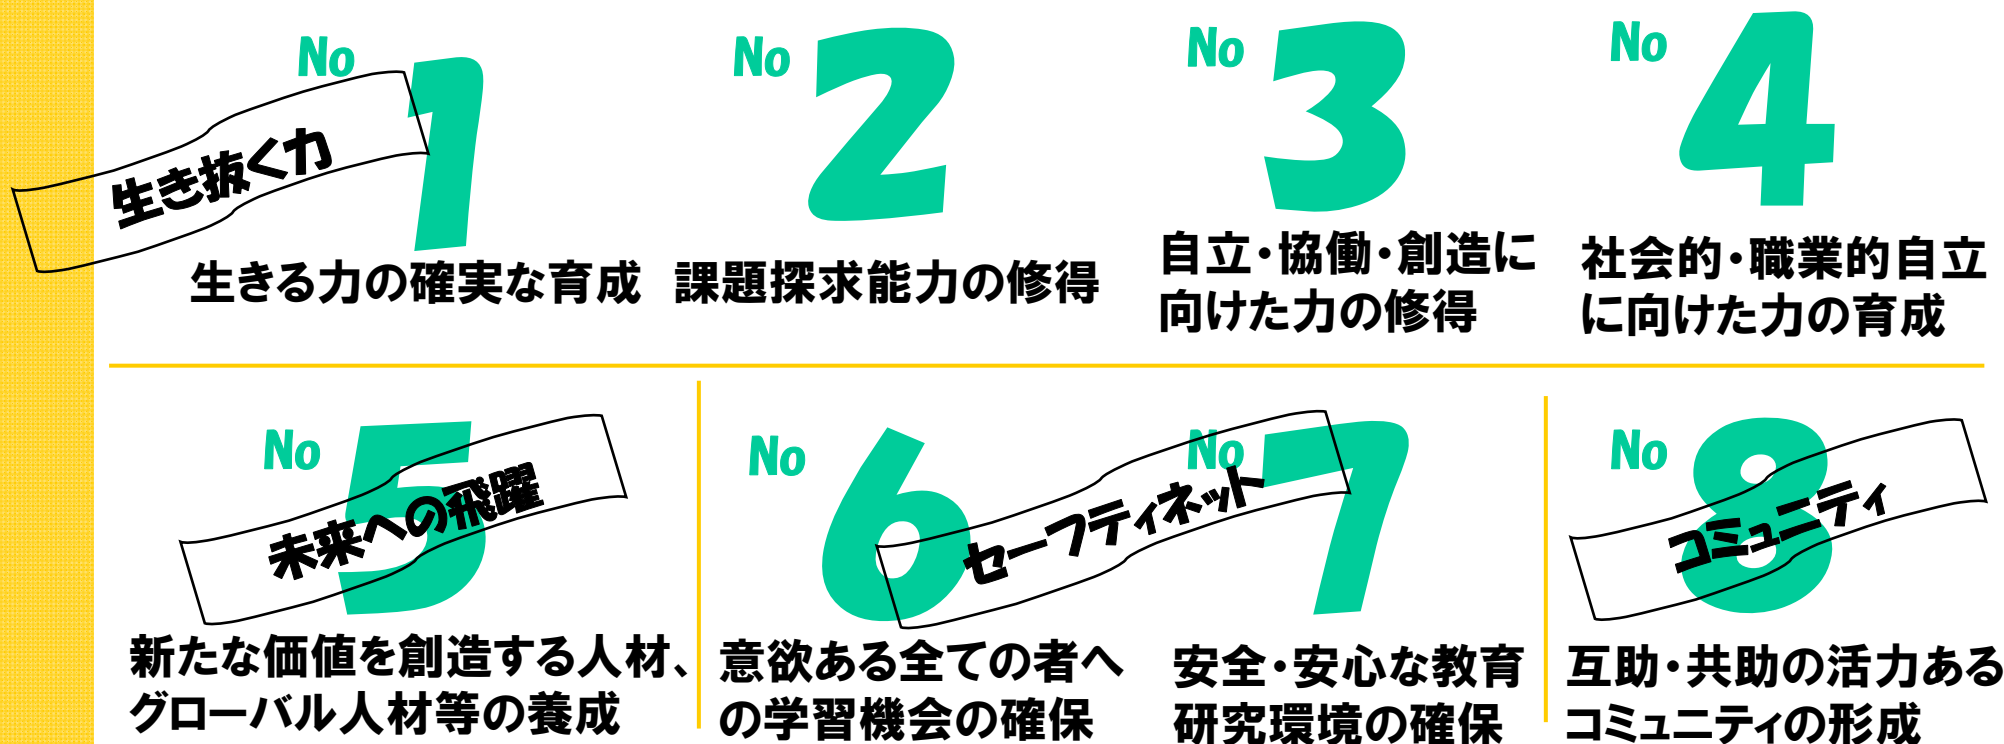 No 1
生き抜く力
生きる力の確実な育成
No 2
課題探求能力の修得
No 3
自立・協働・創造に
向けた力の修得
No 4
社会的・職業的自立
に向けた力の育成
No 5
未来への飛躍
新たな価値を創造する人材、
グローバル人材等の養成
No 6
セーフティネット
意欲ある全ての者へ
の学習機会の確保
No 7
安全・安心な教育
研究環境の確保
No 8
コミュニティ
互助・共助の活力ある
コミュニティの形成